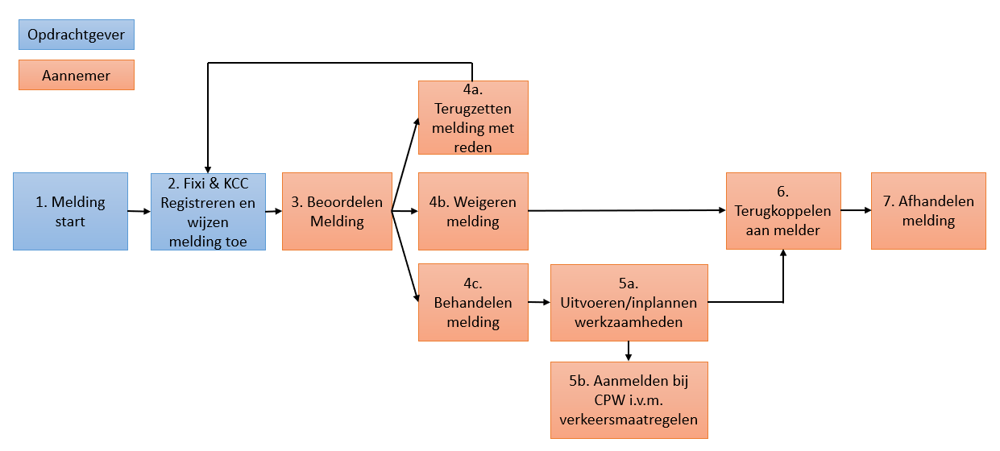 Opdrachtgever
Aannemer
4a.
Terugzetten
melding met
reden
1. Melding
start
2. Fixi & KCC
Registreren en
wijzen
melding toe
3. Beoordelen
Melding
4b. Weigeren
melding
6.
Terugkoppelen
aan melder
7. Afhandelen
melding
4c.
Behandelen
melding
5a.
Uitvoeren/inplannen
werkzaamheden
5b. Aanmelden bij
CPW i.v.m.
verkeersmaatregelen